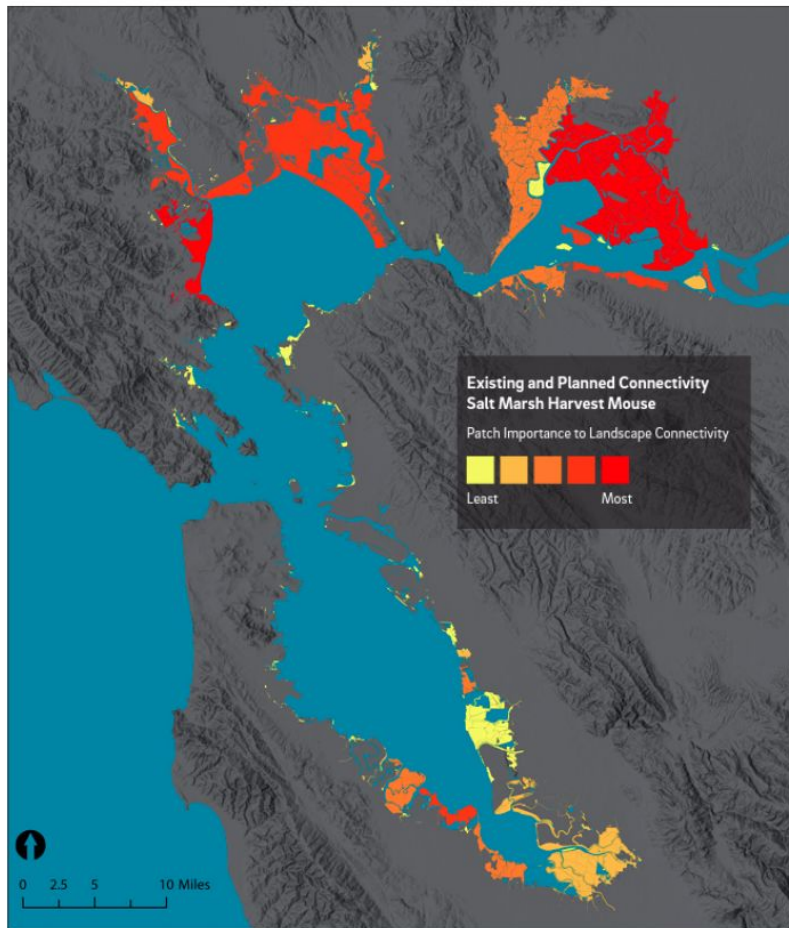 Existing and Planned Connectivity
Salt Marsh Harvest Mouse
Patch Importance to Landscape Connectivity
Least Most
0 2.5 5 10 Miles